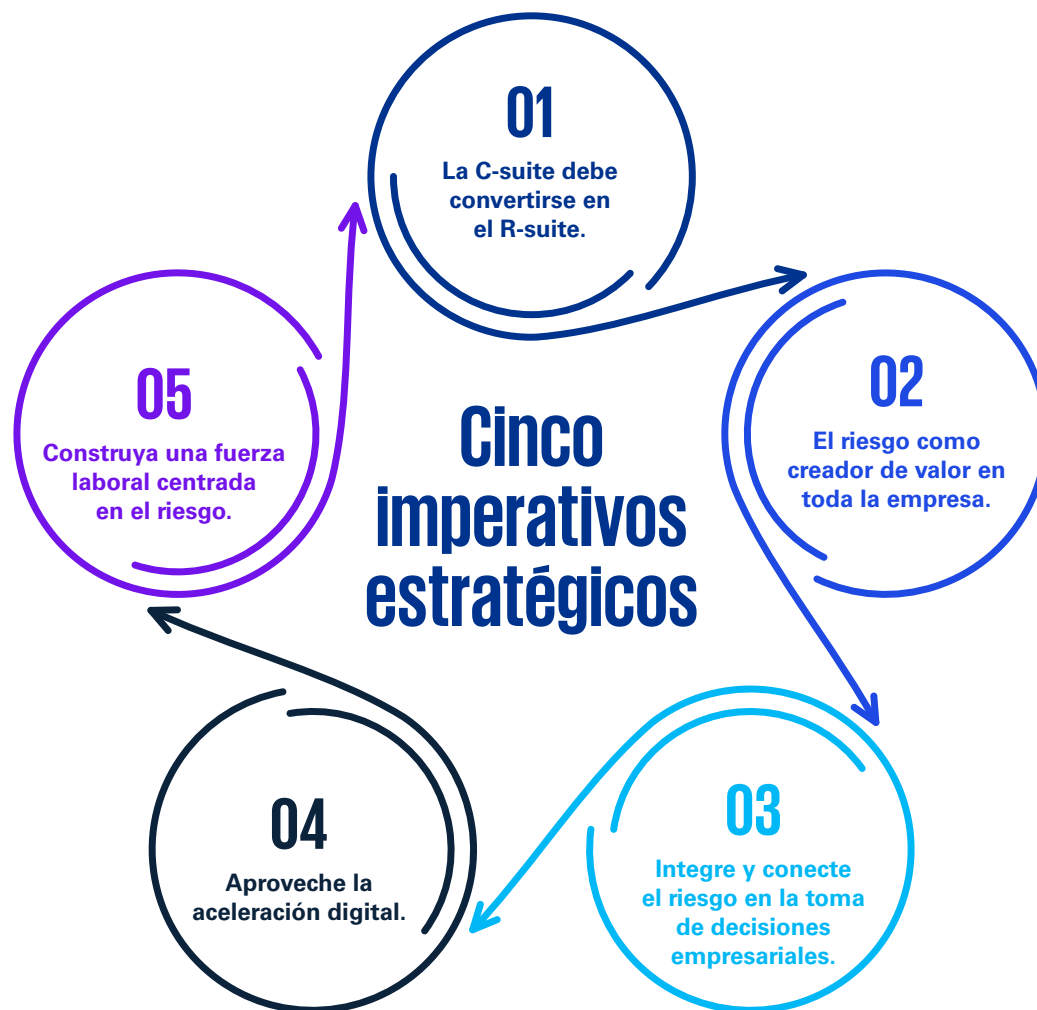 01
La C-suite debe
convertirse en
el R-suite.
02
El riesgo como
creador de valor en
toda la empresa.
03
Integre y conecte
el riesgo en la toma
de decisiones
empresariales.
04
Aproveche la
aceleración digital.
05
Construya una fuerza
laboral centrada
en el riesgo.
Cinco
imperativos
estratégicos